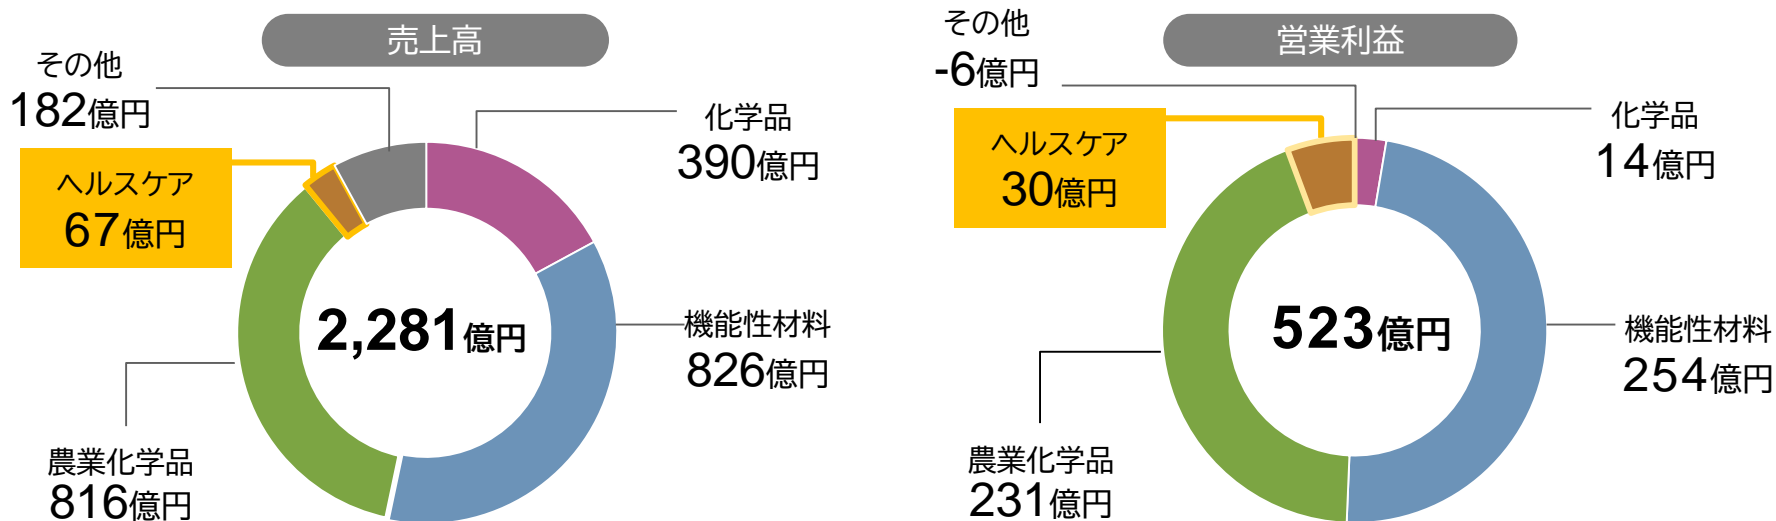 売上高
その他
182億円
化学品
390億円
ヘルスケア
67億円
2,281億円
機能性材料
826億円
農業化学品
816億円
営業利益
その他
-6億円
化学品
14億円
ヘルスケア
30億円
523億円
機能性材料
254億円
農業化学品
231億円